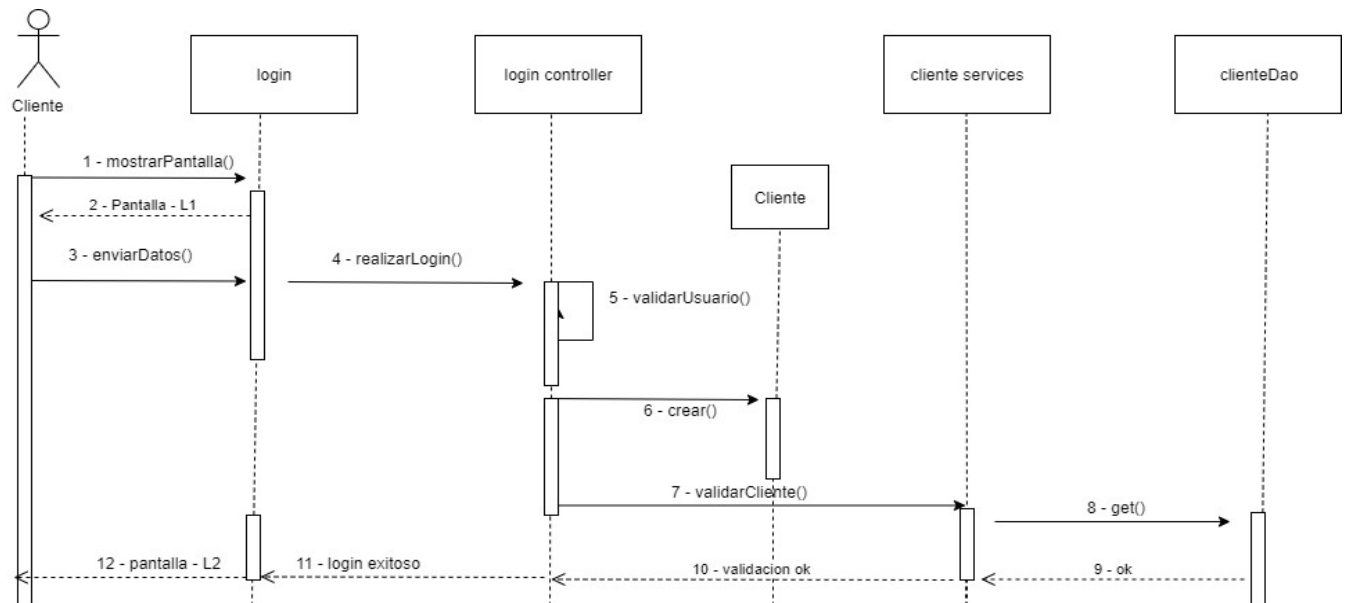 login
login controller
cliente services
clienteDao
Cliente
1 - mostrarPantalla()
Cliente
2 - Pantalla - L1
3 - enviarDatos()
4 - realizarLogin()
5 - validarUsuario()
6 - crear()
7 - validarCliente()
8 - get()
12 - pantalla - L2
11 - login exitoso
10 - validacion ok
9 - ok